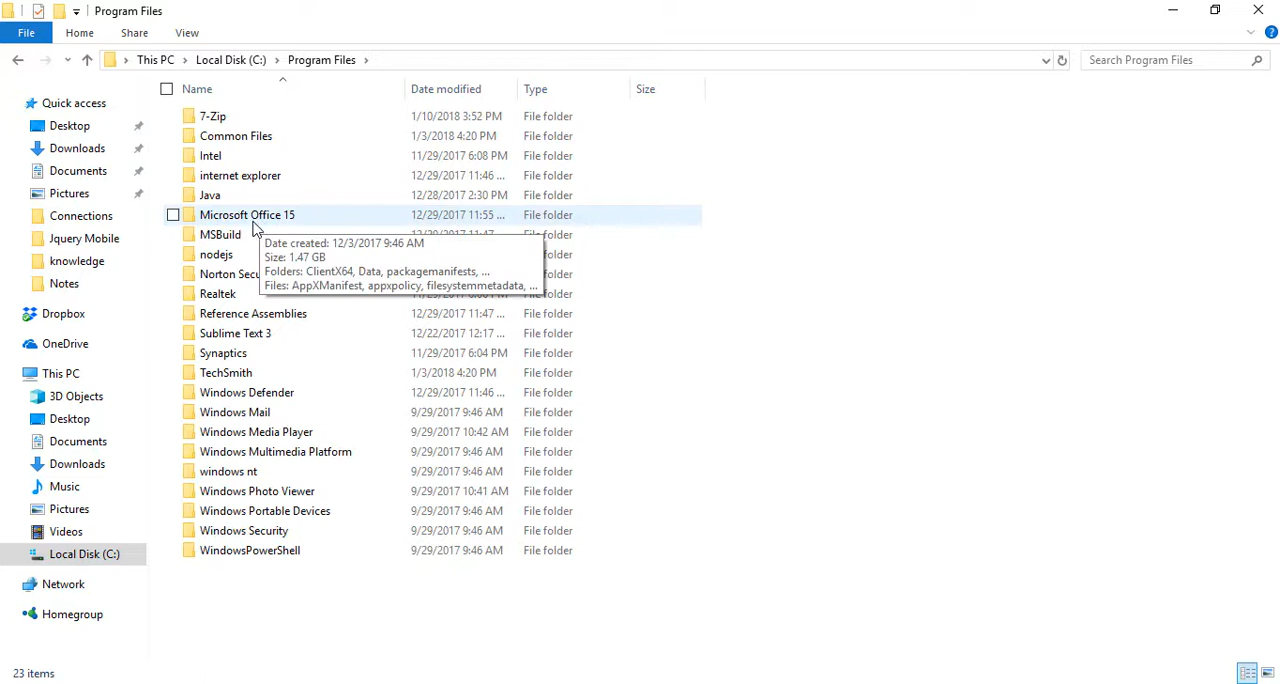 Program Files
File Home Share View
This PC Local Disk (C:) Program Files Search Program Files
Name Date modified Type Size
Quick access
Desktop
Downloads
Documents
Pictures
Connections
Jquery Mobile
knowledge
Notes
Dropbox
OneDrive
This PC
3D Objects
Desktop
Documents
Downloads
Music
Pictures
Videos
Local Disk (C:)
Network
Homegroup
7-Zip 1/10/2018 3:52 PM File folder
Common Files 1/3/2018 4:20 PM File folder
Intel 11/29/2017 6:08 PM File folder
internet explorer 12/29/2017 11:46 ... File folder
Java 12/28/2017 2:30 PM File folder
Microsoft Office 15 12/29/2017 11:55 ... File folder
MSBuild File folder
nodejs
Norton
Realtek
Date created: 12/3/2017 9:46 AM
Size: 1.47 GB
Folders: ClientX64, Data, packagemanifests, ...
Files: AppXManifest, appxpolicy, filesystemmetadata, ...
File folder
File folder
File folder
Reference Assemblies 12/29/2017 11:47 ... File folder
Sublime Text 3 12/22/2017 12:17 ... File folder
Synaptics 11/29/2017 6:04 PM File folder
TechSmith 1/3/2018 4:20 PM File folder
Windows Defender 12/29/2017 11:46 ... File folder
Windows Mail 9/29/2017 9:46 AM File folder
Windows Media Player 9/29/2017 10:42 AM File folder
Windows Multimedia Platform 9/29/2017 9:46 AM File folder
windows nt 9/29/2017 9:46 AM File folder
Windows Photo Viewer 9/29/2017 10:41 AM File folder
Windows Portable Devices 9/29/2017 9:46 AM File folder
Windows Security 9/29/2017 9:46 AM File folder
WindowsPowerShell 9/29/2017 9:46 AM File folder
23 items